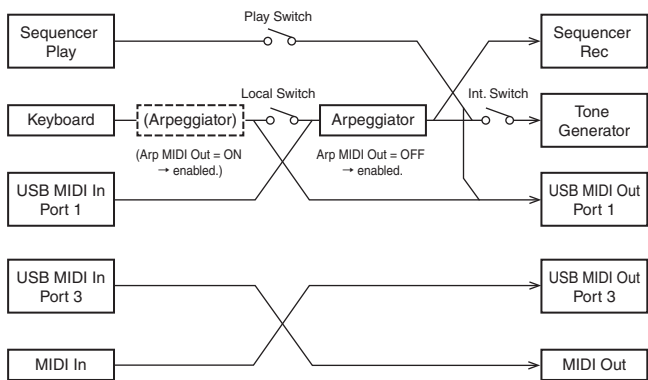 Play Switch
Sequencer
Play
Sequencer
Rec
Local Switch
Int. Switch
Keyboard
(Arpeggiator)
Arpeggiator
Tone
Generator
(Arp MIDI Out = ON
→ enabled.)
Arp MIDI Out = OFF
→ enabled.
USB MIDI In
Port 1
USB MIDI Out
Port 1
USB MIDI In
Port 3
USB MIDI Out
Port 3
MIDI In
MIDI Out